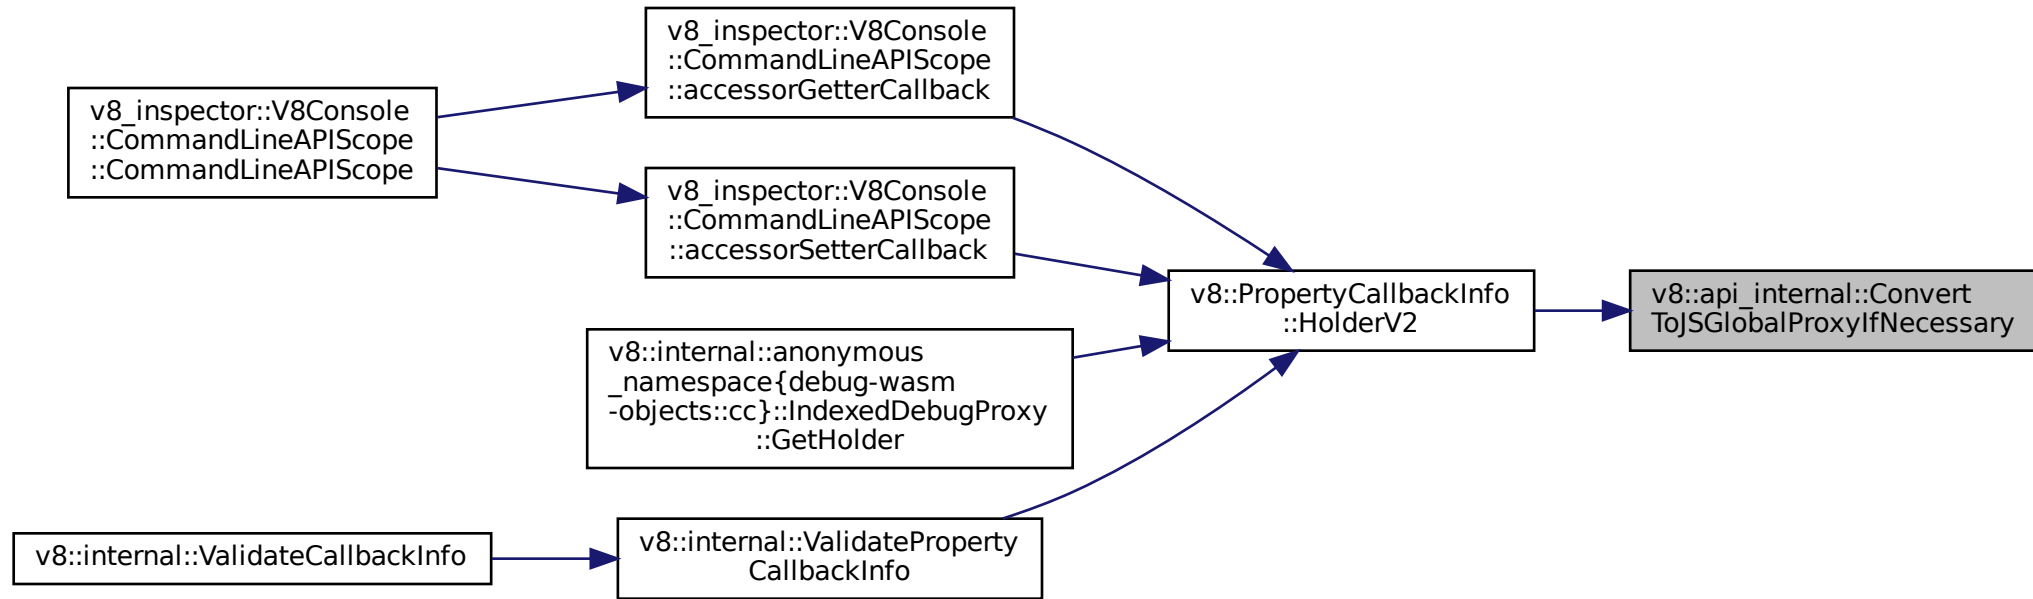 v8_inspector::V8Console
::CommandLineAPIScope
::CommandLineAPIScope
v8_inspector::V8Console
::CommandLineAPIScope
::accessorGetterCallback
v8_inspector::V8Console
::CommandLineAPIScope
::accessorSetterCallback
v8::internal::anonymous
_namespace{debug-wasm
-objects::cc}::IndexedDebugProxy
::GetHolder
v8::internal::ValidateCallbackInfo
v8::internal::ValidateProperty
CallbackInfo
v8::PropertyCallbackInfo
::HolderV2
v8::api_internal::Convert
ToJSGlobalProxyIfNecessary